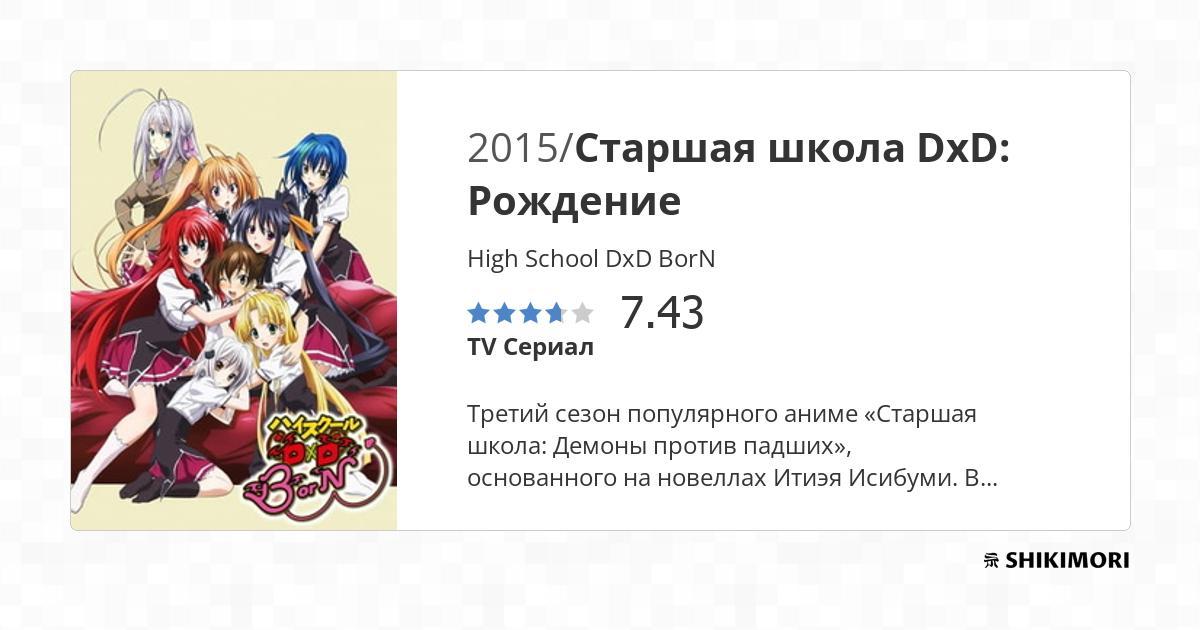 2015/Старшая школа DxD:
Рождение
High School DxD BorN
7.43
TV Сериал
Третий сезон популярного аниме «Старшая
школа: Демоны против падших»,
основанного на новеллах Итиэя Исибуми. В...
ハイスクール
D×D
BorN
SHIKIMORI